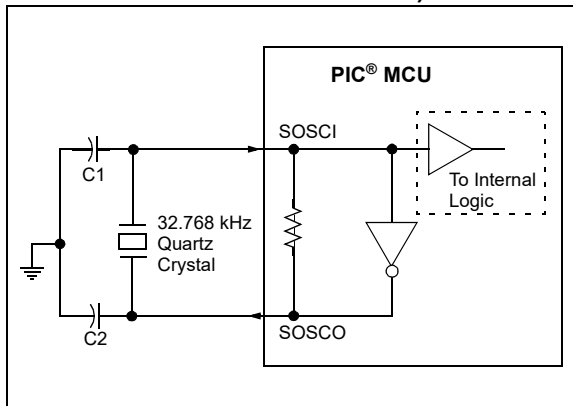 PIC® MCU
SOSCI
C1
To Internal
Logic
32.768 kHz
Quartz
Crystal
SOSCO
C2